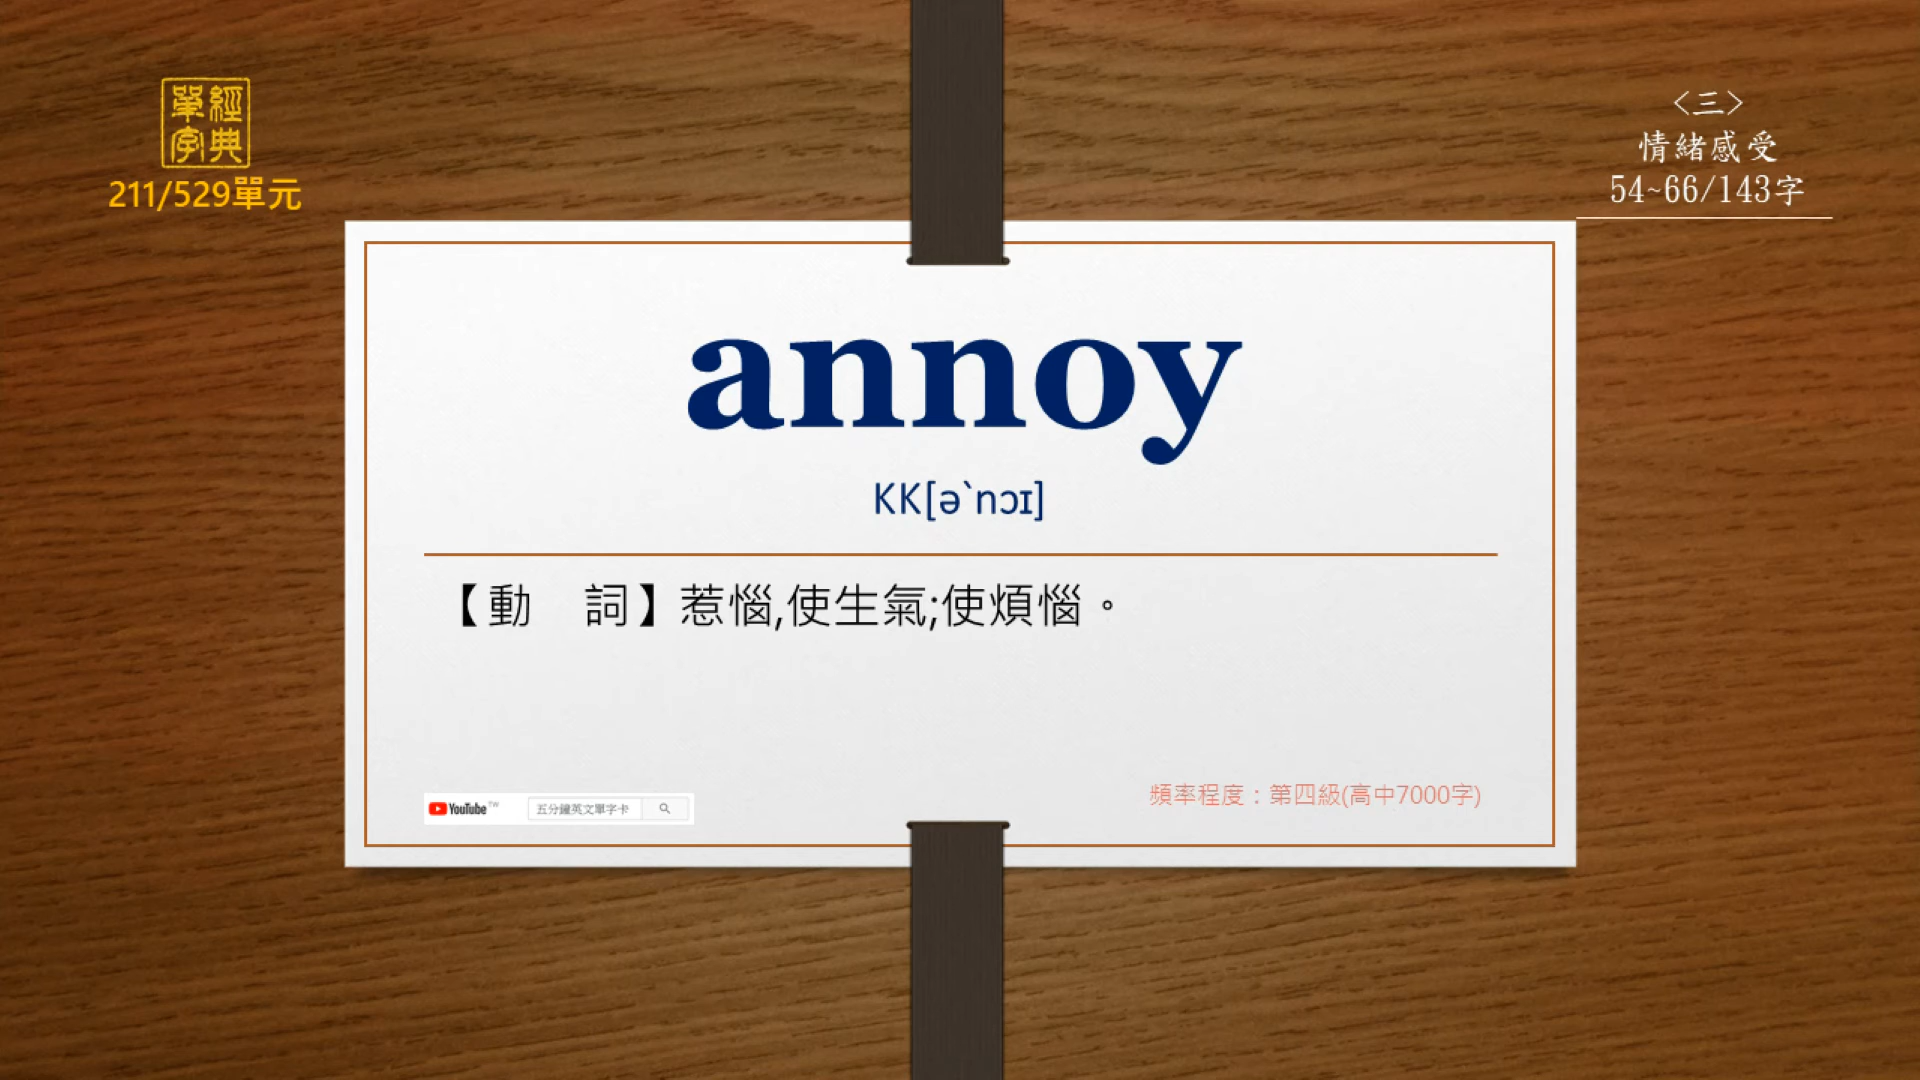 經典
單字
211/529單元
〈三〉
情緒感受
54~66/143字
annoy
KK[ə`nɔɪ]
【動　詞】惹惱,使生氣;使煩惱。
頻率程度：第四級(高中7000字)
YouTube TW 五分鐘英文單字卡